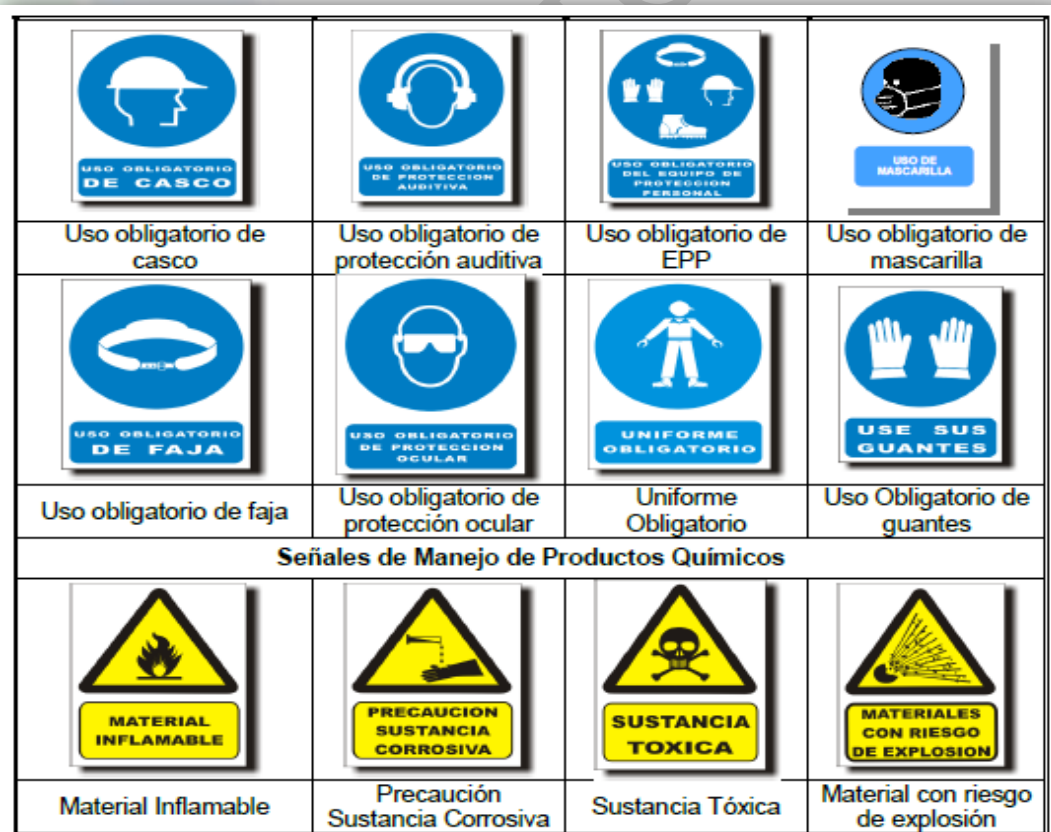 USO OBLIGATORIO
DE CASCO
USO OBLIGATORIO
DE PROTECCION
AUDITIVA
USO OBLIGATORIO
DEL EQUIPO DE
PROTECCION
PERSONAL
USO DE
MASCARILLA
Uso obligatorio de
casco
Uso obligatorio de
protección auditiva
Uso obligatorio de
EPP
Uso obligatorio de
mascarilla
USO OBLIGATORIO
DE FAJA
USO OBLIGATORIO
DE PROTECCION
OCULAR
UNIFORME
OBLIGATORIO
USE SUS
GUANTES
Uso obligatorio de faja
Uso obligatorio de
protección ocular
Uniforme
Obligatorio
Uso Obligatorio de
guantes
Señales de Manejo de Productos Químicos
MATERIAL
INFLAMABLE
PRECAUCION
SUSTANCIA
CORROSIVA
SUSTANCIA
TOXICA
MATERIALES
CON RIESGO
DE EXPLOSION
Material Inflamable
Precaución
Sustancia Corrosiva
Sustancia Tóxica
Material con riesgo
de explosión